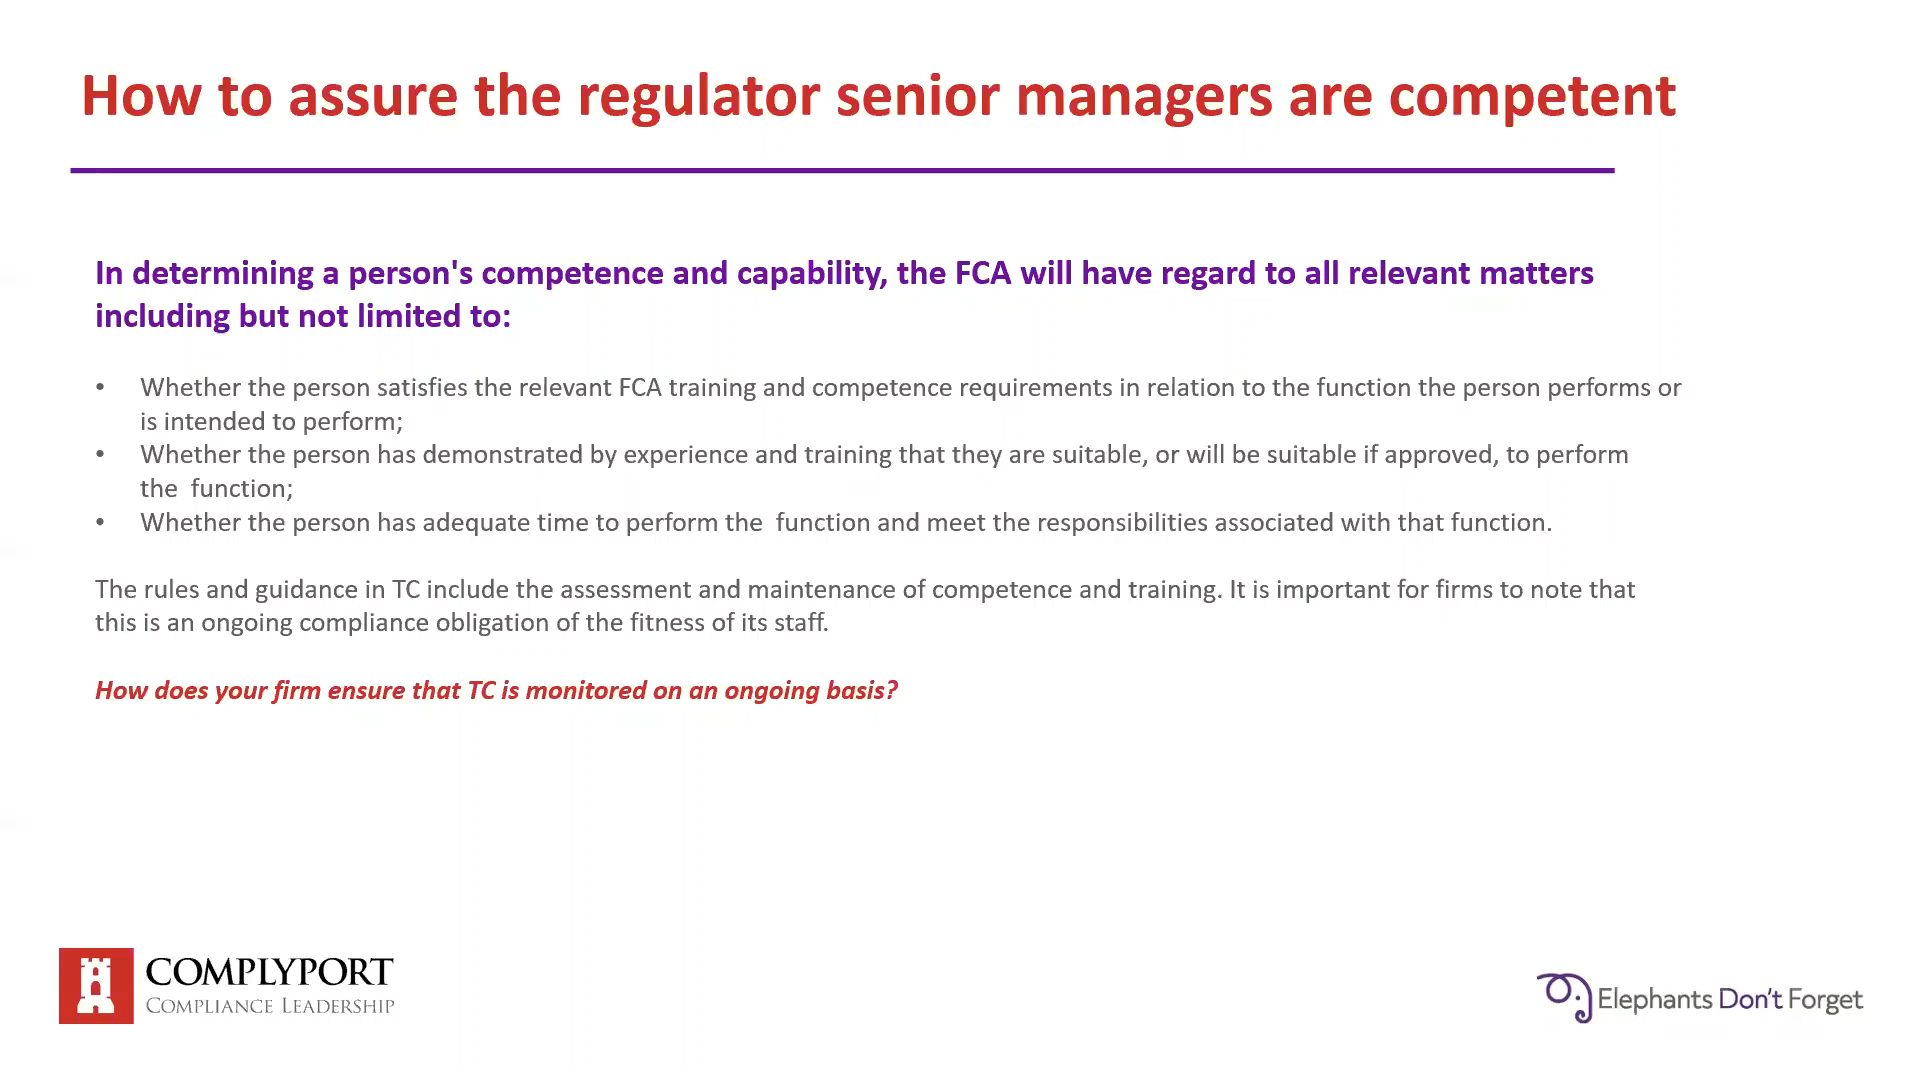 How to assure the regulator senior managers are competent
In determining a person's competence and capability, the FCA will have regard to all relevant matters
including but not limited to:
• Whether the person satisfies the relevant FCA training and competence requirements in relation to the function the person performs or
is intended to perform;
• Whether the person has demonstrated by experience and training that they are suitable, or will be suitable if approved, to perform
the  function;
• Whether the person has adequate time to perform the  function and meet the responsibilities associated with that function.
The rules and guidance in TC include the assessment and maintenance of competence and training. It is important for firms to note that
this is an ongoing compliance obligation of the fitness of its staff.
How does your firm ensure that TC is monitored on an ongoing basis?
COMPLYPORT
COMPLIANCE LEADERSHIP
Elephants Don't Forget